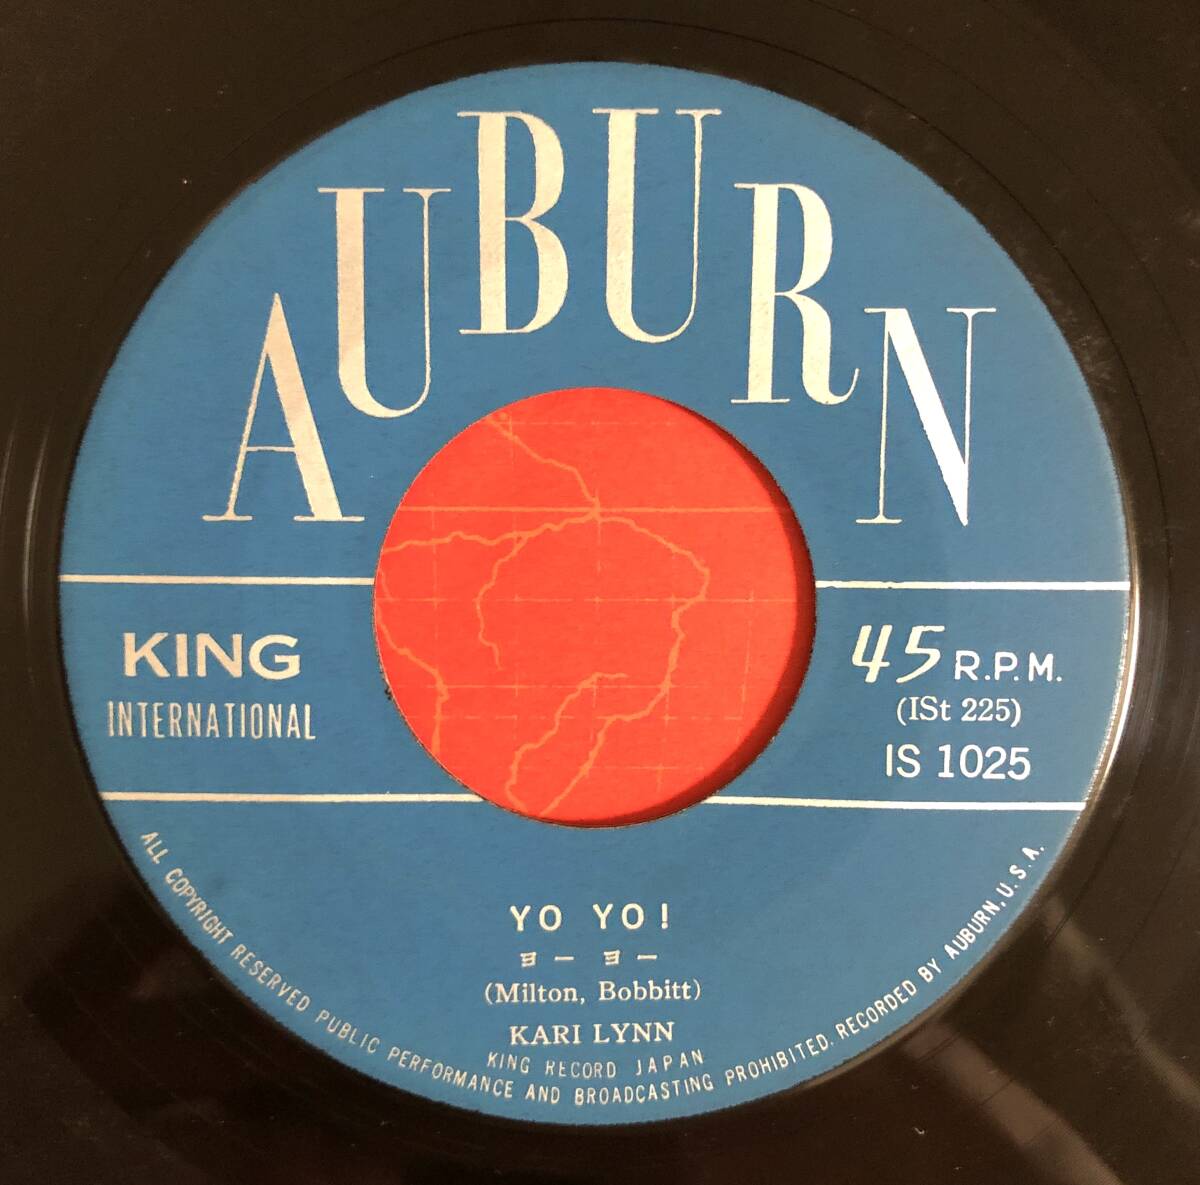 AUBURN
KING
INTERNATIONAL
45 R.P.M.
(ISt 225)
IS 1025
YO YO!
ヨーヨー
(Milton, Bobbitt)
KARI LYNN
KING RECORD JAPAN
ALL COPYRIGHT RESERVED PUBLIC PERFORMANCE AND BROADCASTING PROHIBITED. RECORDED BY AUBURN, U.S.A.